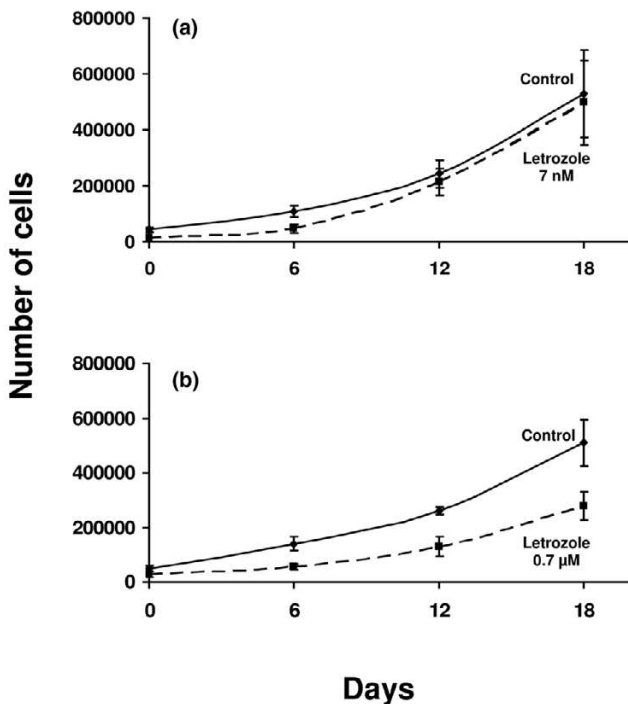 Number of cells
(a)
800000
600000
400000
200000
0
Control
Letrozole
7 nM
0 6 12 18
(b)
800000
600000
400000
200000
0
Control
Letrozole
0.7 µM
0 6 12 18
Days